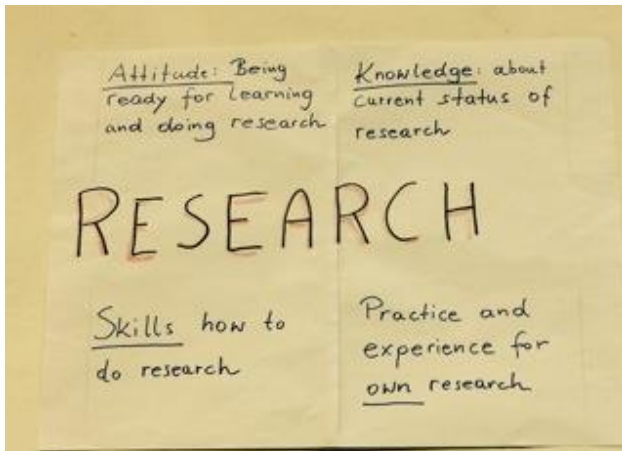 Attitude: Being
ready for learning
and doing research
Knowledge: about
current status of
research
RESEARCH
Skills how to
do research
Practice and
experience for
own research